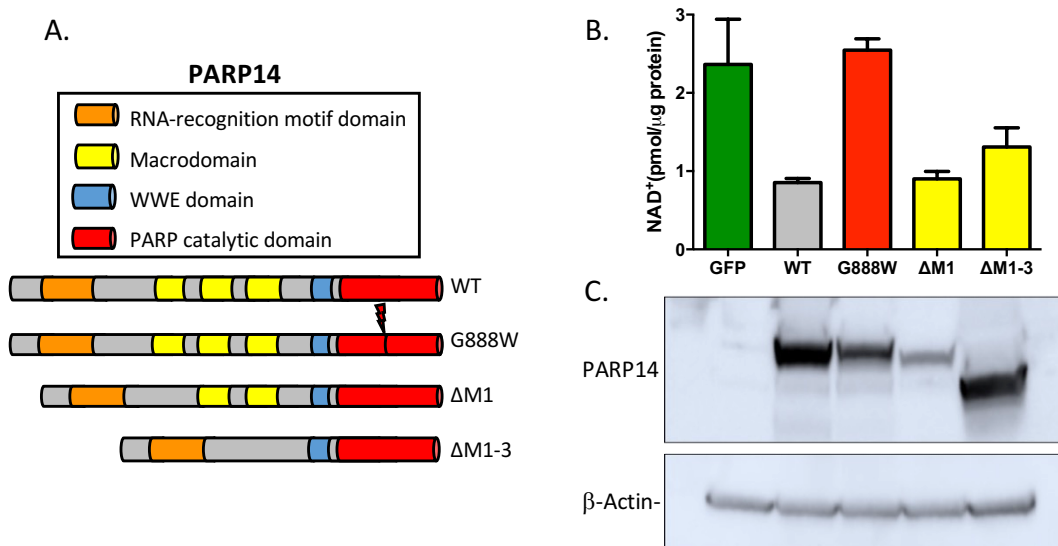 A.
PARP14
RNA-recognition motif domain
Macrodomain
WWE domain
PARP catalytic domain
WT
G888W
ΔM1
ΔM1-3
B.
NAD+(pmol/μg protein)
3
2
1
0
GFP WT G888W ΔM1 ΔM1-3
C.
PARP14
β-Actin-